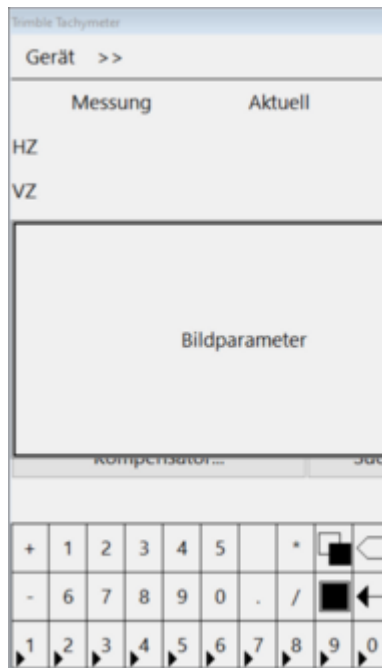 Trimble Tachymeter
Gerät >>
Messung Aktuell
HZ
VZ
Bildparameter
Kompensator...
+ 1 2 3 4 5 *
- 6 7 8 9 0 . /
1 2 3 4 5 6 7 8 9 0